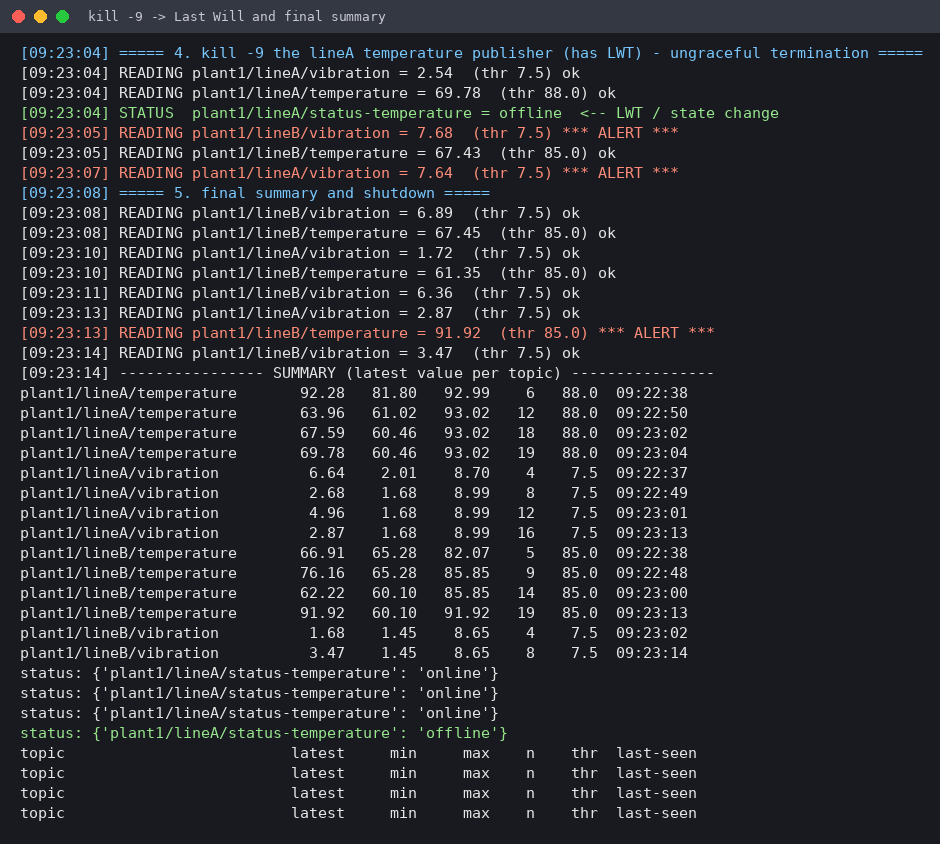 kill -9 -> Last Will and final summary
[09:23:04] ===== 4. kill -9 the lineA temperature publisher (has LWT) - ungraceful termination =====
[09:23:04] READING plant1/lineA/vibration = 2.54  (thr 7.5) ok
[09:23:04] READING plant1/lineA/temperature = 69.78  (thr 88.0) ok
[09:23:04] STATUS  plant1/lineA/status-temperature = offline  <-- LWT / state change
[09:23:05] READING plant1/lineB/vibration = 7.68  (thr 7.5) *** ALERT ***
[09:23:05] READING plant1/lineB/temperature = 67.43  (thr 85.0) ok
[09:23:07] READING plant1/lineA/vibration = 7.64  (thr 7.5) *** ALERT ***
[09:23:08] ===== 5. final summary and shutdown =====
[09:23:08] READING plant1/lineB/vibration = 6.89  (thr 7.5) ok
[09:23:08] READING plant1/lineB/temperature = 67.45  (thr 85.0) ok
[09:23:10] READING plant1/lineA/vibration = 1.72  (thr 7.5) ok
[09:23:10] READING plant1/lineB/temperature = 61.35  (thr 85.0) ok
[09:23:11] READING plant1/lineB/vibration = 6.36  (thr 7.5) ok
[09:23:13] READING plant1/lineA/vibration = 2.87  (thr 7.5) ok
[09:23:13] READING plant1/lineB/temperature = 91.92  (thr 85.0) *** ALERT ***
[09:23:14] READING plant1/lineB/vibration = 3.47  (thr 7.5) ok
[09:23:14] ---------------- SUMMARY (latest value per topic) ----------------
plant1/lineA/temperature       92.28   81.80   92.99    6   88.0  09:22:38
plant1/lineA/temperature       63.96   61.02   93.02   12   88.0  09:22:50
plant1/lineA/temperature       67.59   60.46   93.02   18   88.0  09:23:02
plant1/lineA/temperature       69.78   60.46   93.02   19   88.0  09:23:04
plant1/lineA/vibration          6.64    2.01    8.70    4    7.5  09:22:37
plant1/lineA/vibration          2.68    1.68    8.99    8    7.5  09:22:49
plant1/lineA/vibration          4.96    1.68    8.99   12    7.5  09:23:01
plant1/lineA/vibration          2.87    1.68    8.99   16    7.5  09:23:13
plant1/lineB/temperature       66.91   65.28   82.07    5   85.0  09:22:38
plant1/lineB/temperature       76.16   65.28   85.85    9   85.0  09:22:48
plant1/lineB/temperature       62.22   60.10   85.85   14   85.0  09:23:00
plant1/lineB/temperature       91.92   60.10   91.92   19   85.0  09:23:13
plant1/lineB/vibration          1.68    1.45    8.65    4    7.5  09:23:02
plant1/lineB/vibration          3.47    1.45    8.65    8    7.5  09:23:14
status: {'plant1/lineA/status-temperature': 'online'}
status: {'plant1/lineA/status-temperature': 'online'}
status: {'plant1/lineA/status-temperature': 'online'}
status: {'plant1/lineA/status-temperature': 'offline'}
topic                         latest     min     max    n    thr  last-seen
topic                         latest     min     max    n    thr  last-seen
topic                         latest     min     max    n    thr  last-seen
topic                         latest     min     max    n    thr  last-seen